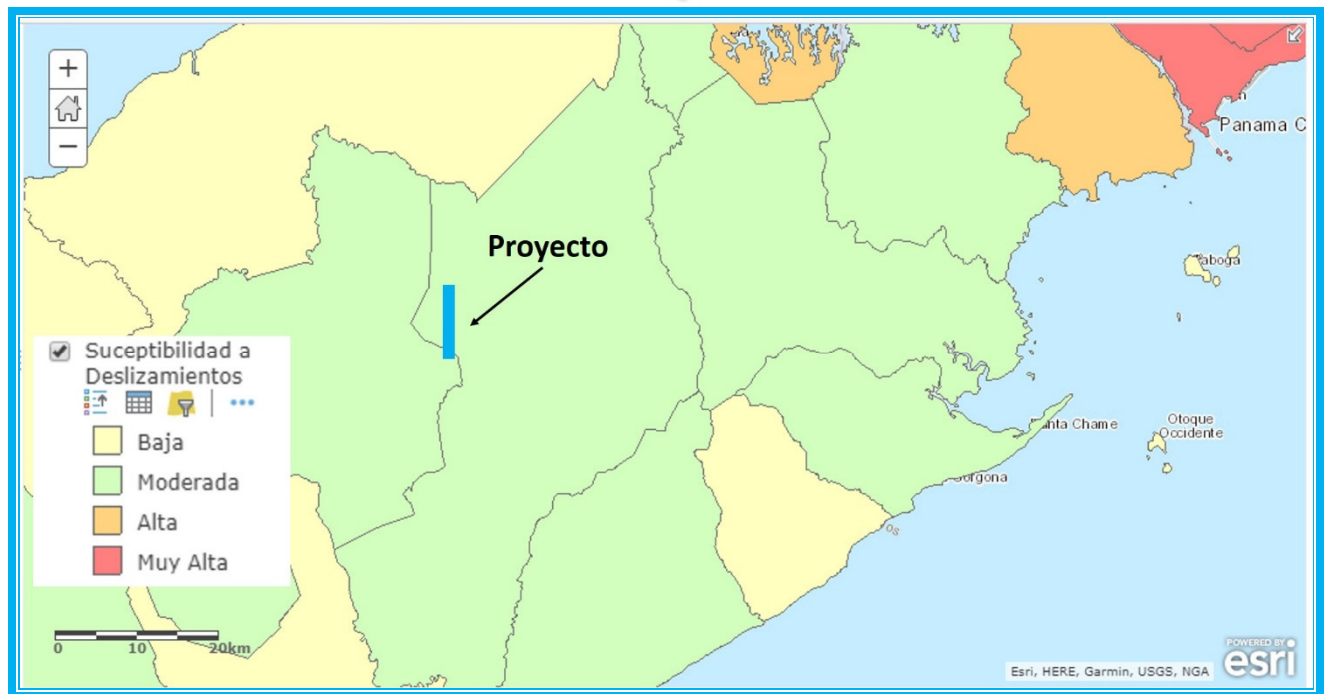 +
−
Panama C
Proyecto
Taboga
Suceptibilidad a
Deslizamientos
Baja
Moderada
Alta
Muy Alta
Otoque
Occidente
Punta Chame
Gorgona
0 10 20km
POWERED BY
esri
Esri, HERE, Garmin, USGS, NGA